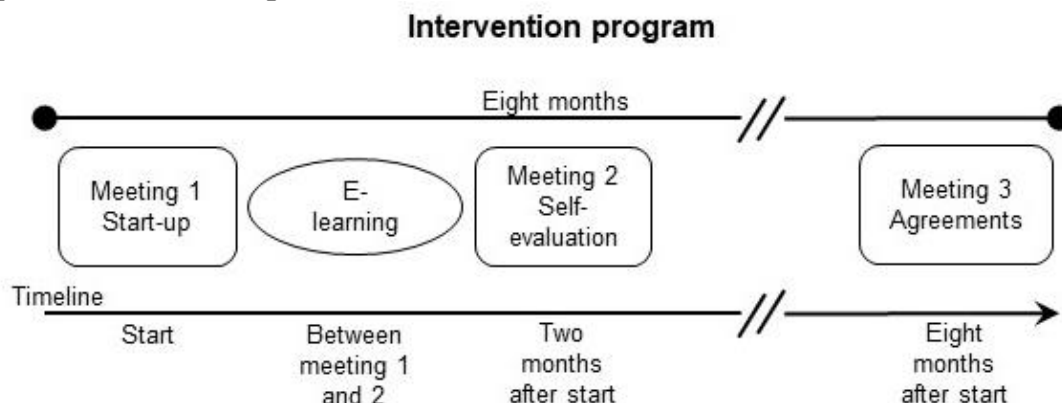 Intervention program
Eight months
Meeting 1
Start-up
E-
learning
Meeting 2
Self-
evaluation
Meeting 3
Agreements
Timeline
Start
Between
meeting 1
and 2
Two
months
after start
Eight
months
after start